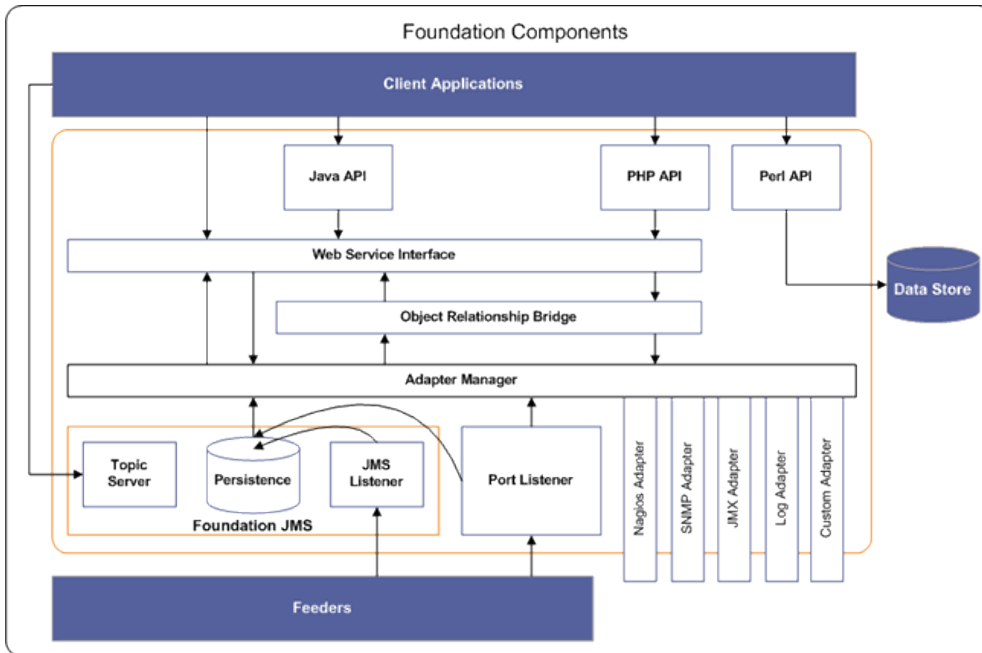 Foundation Components
Client Applications
Java API
PHP API
Perl API
Web Service Interface
Data Store
Object Relationship Bridge
Adapter Manager
Topic
Server
Persistence
JMS
Listener
Foundation JMS
Port Listener
Nagios Adapter
SNMP Adapter
JMX Adapter
Log Adapter
Custom Adapter
Feeders